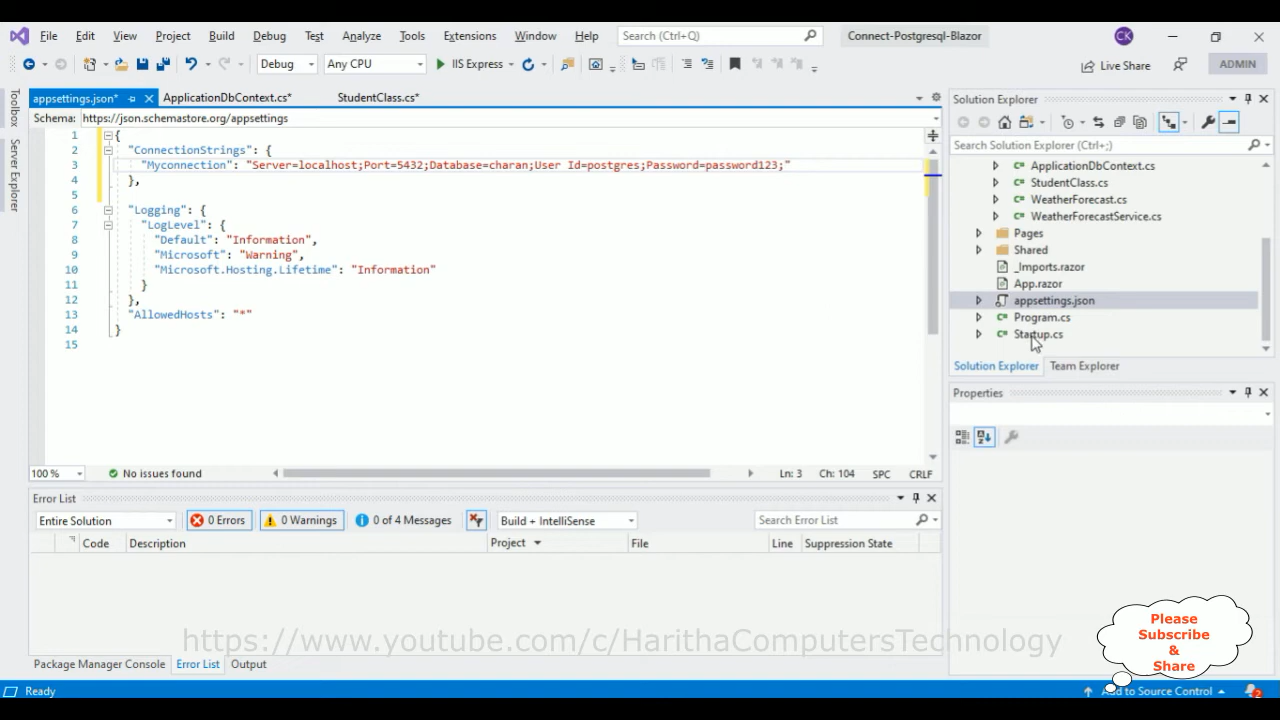 File Edit View Project Build Debug Test Analyze Tools Extensions Window Help Search (Ctrl+Q) Connect-Postgresql-Blazor CK
Debug Any CPU IIS Express Live Share ADMIN
Toolbox
Server Explorer
appsettings.json* ApplicationDbContext.cs* StudentClass.cs*
Schema: https://json.schemastore.org/appsettings
1 {
2 "ConnectionStrings": {
3 "Myconnection": "Server=localhost;Port=5432;Database=charan;User Id=postgres;Password=password123;"
4 },
5
6 "Logging": {
7 "LogLevel": {
8 "Default": "Information",
9 "Microsoft": "Warning",
10 "Microsoft.Hosting.Lifetime": "Information"
11 }
12 },
13 "AllowedHosts": "*"
14 }
15
100 % No issues found Ln: 3 Ch: 104 SPC CRLF
Solution Explorer
Search Solution Explorer (Ctrl+;)
ApplicationDbContext.cs
StudentClass.cs
WeatherForecast.cs
WeatherForecastService.cs
Pages
Shared
_Imports.razor
App.razor
appsettings.json
Program.cs
Startup.cs
Solution Explorer Team Explorer
Properties
Error List
Entire Solution 0 Errors 0 Warnings 0 of 4 Messages Build + IntelliSense Search Error List
Code Description Project File Line Suppression State
https://www.youtube.com/c/HarithaComputersTechnology
Please
Subscribe
&
Share
Package Manager Console Error List Output
Ready Add to Source Control 2